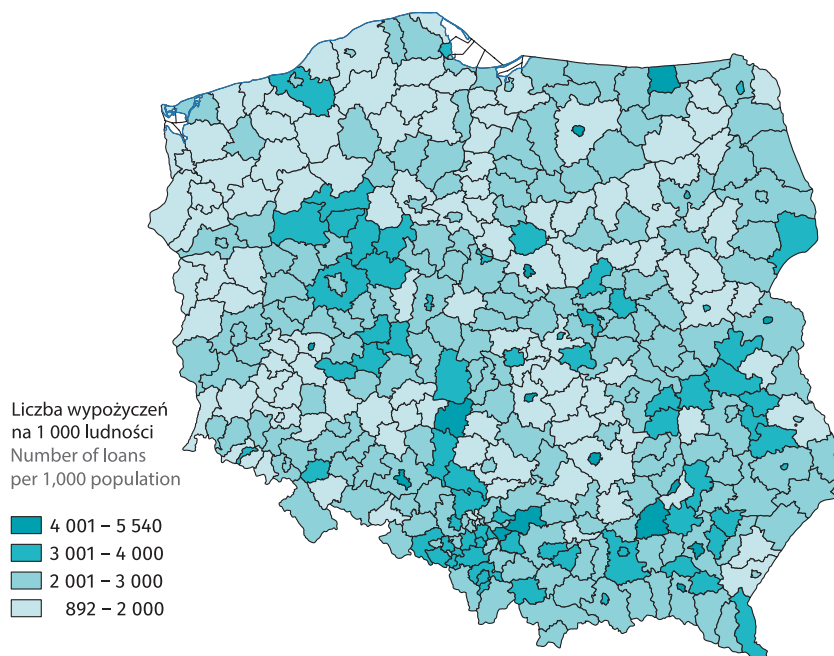 Liczba wypożyczeń
na 1 000 ludności
Number of loans
per 1,000 population
4 001 – 5 540
3 001 – 4 000
2 001 – 3 000
892 – 2 000